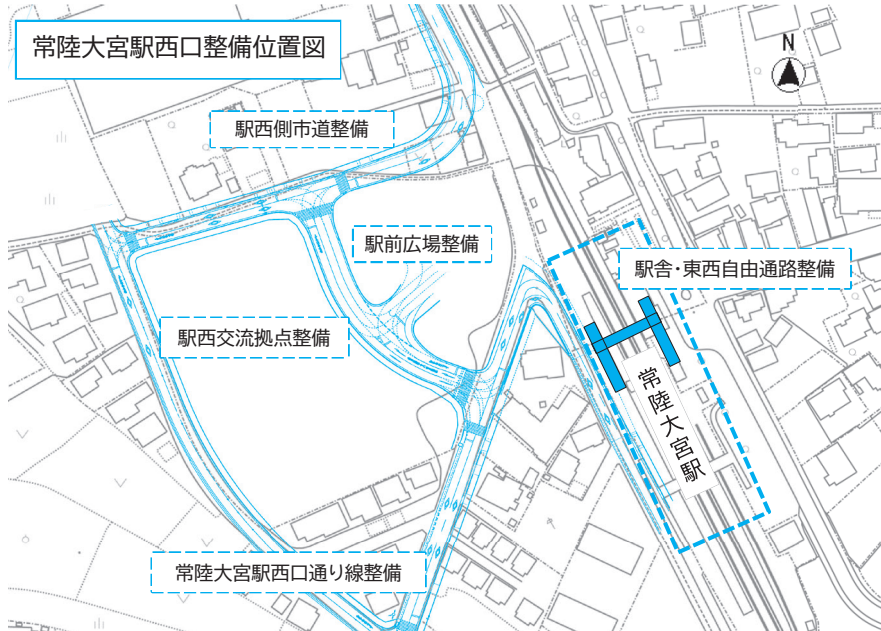 常陸大宮駅西口整備位置図
N
駅西側市道整備
駅前広場整備
駅舎・東西自由通路整備
駅西交流拠点整備
常陸大宮駅
常陸大宮駅西口通り線整備